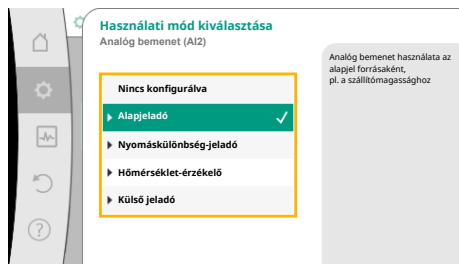 Használati mód kiválasztása
Analóg bemenet (AI2)
Nincs konfigurálva
Alapjeladó
Nyomáskülönbség-jeladó
Hőmérséklet-érzékelő
Külső jeladó
Analóg bemenet használata az
alapjel forrásaként,
pl. a szállítómagassághoz